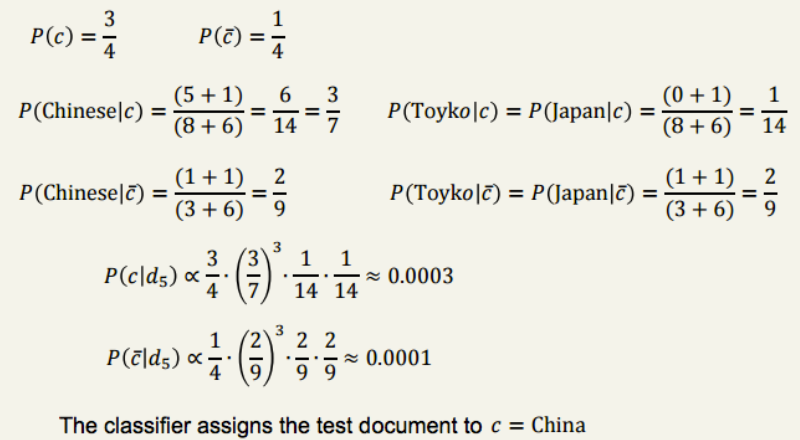 P(c) = 3/4 P(c̄) = 1/4
P(Chinese|c) = (5 + 1)/(8 + 6) = 6/14 = 3/7 P(Toyko|c) = P(Japan|c) = (0 + 1)/(8 + 6) = 1/14
P(Chinese|c̄) = (1 + 1)/(3 + 6) = 2/9 P(Toyko|c̄) = P(Japan|c̄) = (1 + 1)/(3 + 6) = 2/9
P(c|d₅) ∝ 3/4 · (3/7)³ · 1/14 · 1/14 ≈ 0.0003
P(c̄|d₅) ∝ 1/4 · (2/9)³ · 2/9 · 2/9 ≈ 0.0001
The classifier assigns the test document to c = China